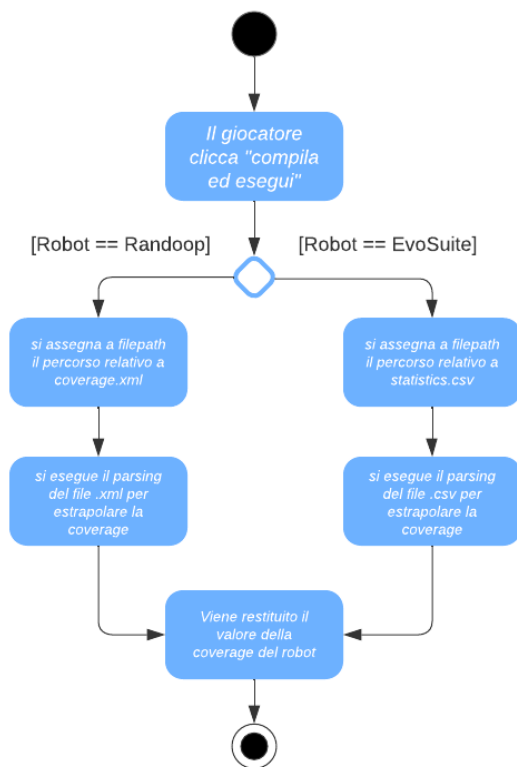 Il giocatore
clicca "compila
ed esegui"
[Robot == Randoop]
[Robot == EvoSuite]
si assegna a filepath
il percorso relativo a
coverage.xml
si assegna a filepath
il percorso relativo a
statistics.csv
si esegue il parsing
del file .xml per
estrapolare la
coverage
si esegue il parsing
del file .csv per
estrapolare la
coverage
Viene restituito il
valore della
coverage del robot